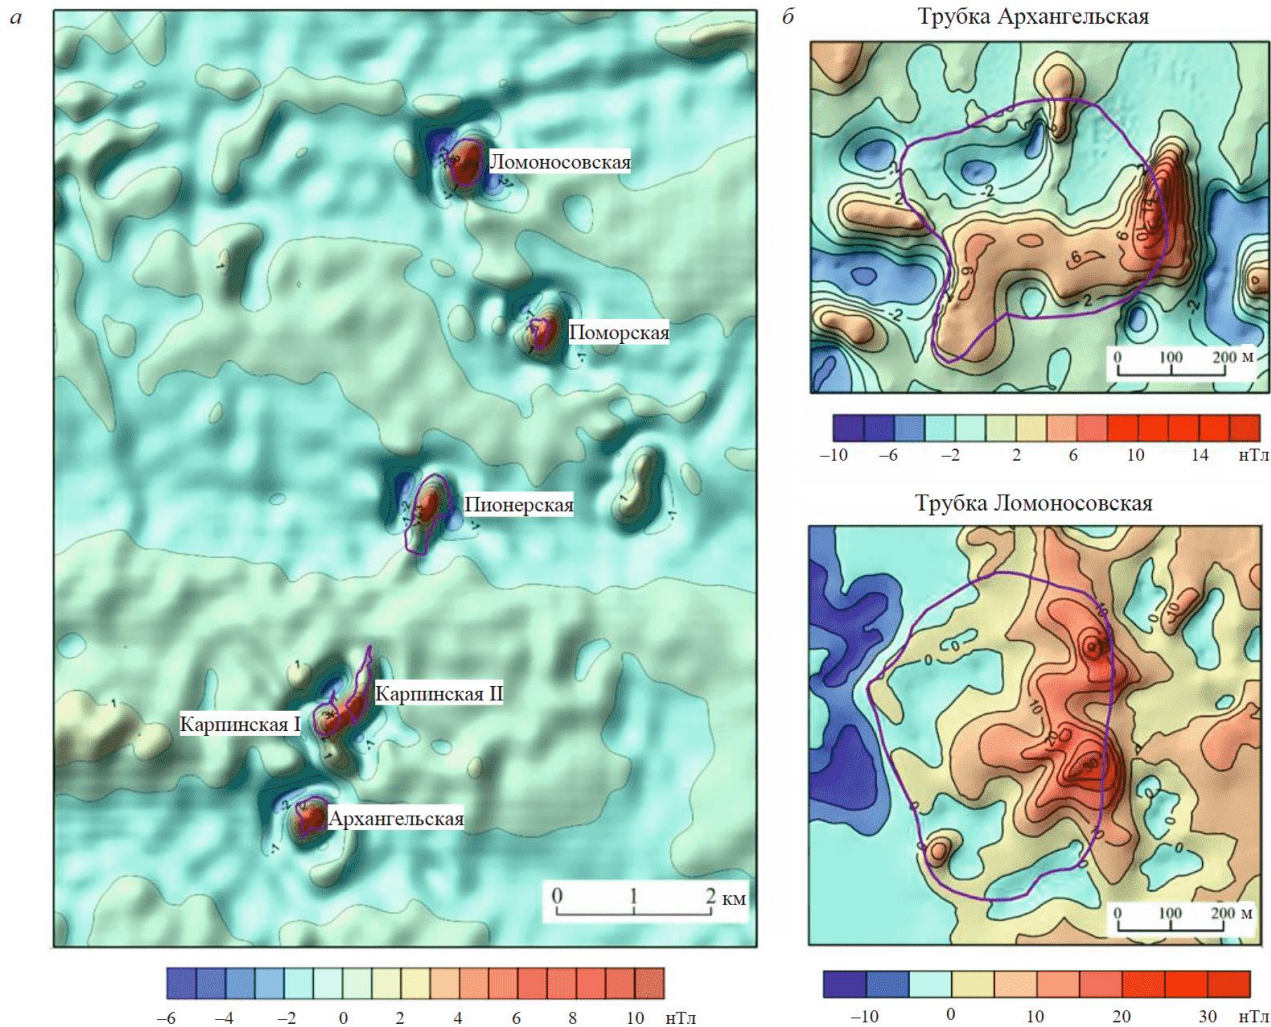 а
Ломоносовская
Поморская
Пионерская
Карпинская II
Карпинская I
Архангельская
0 1 2 км
–6 –4 –2 0 2 4 6 8 10 нТл
б
Трубка Архангельская
0 100 200 м
–10 –6 –2 2 6 10 14 нТл
Трубка Ломоносовская
0 100 200 м
–10 0 10 20 30 нТл